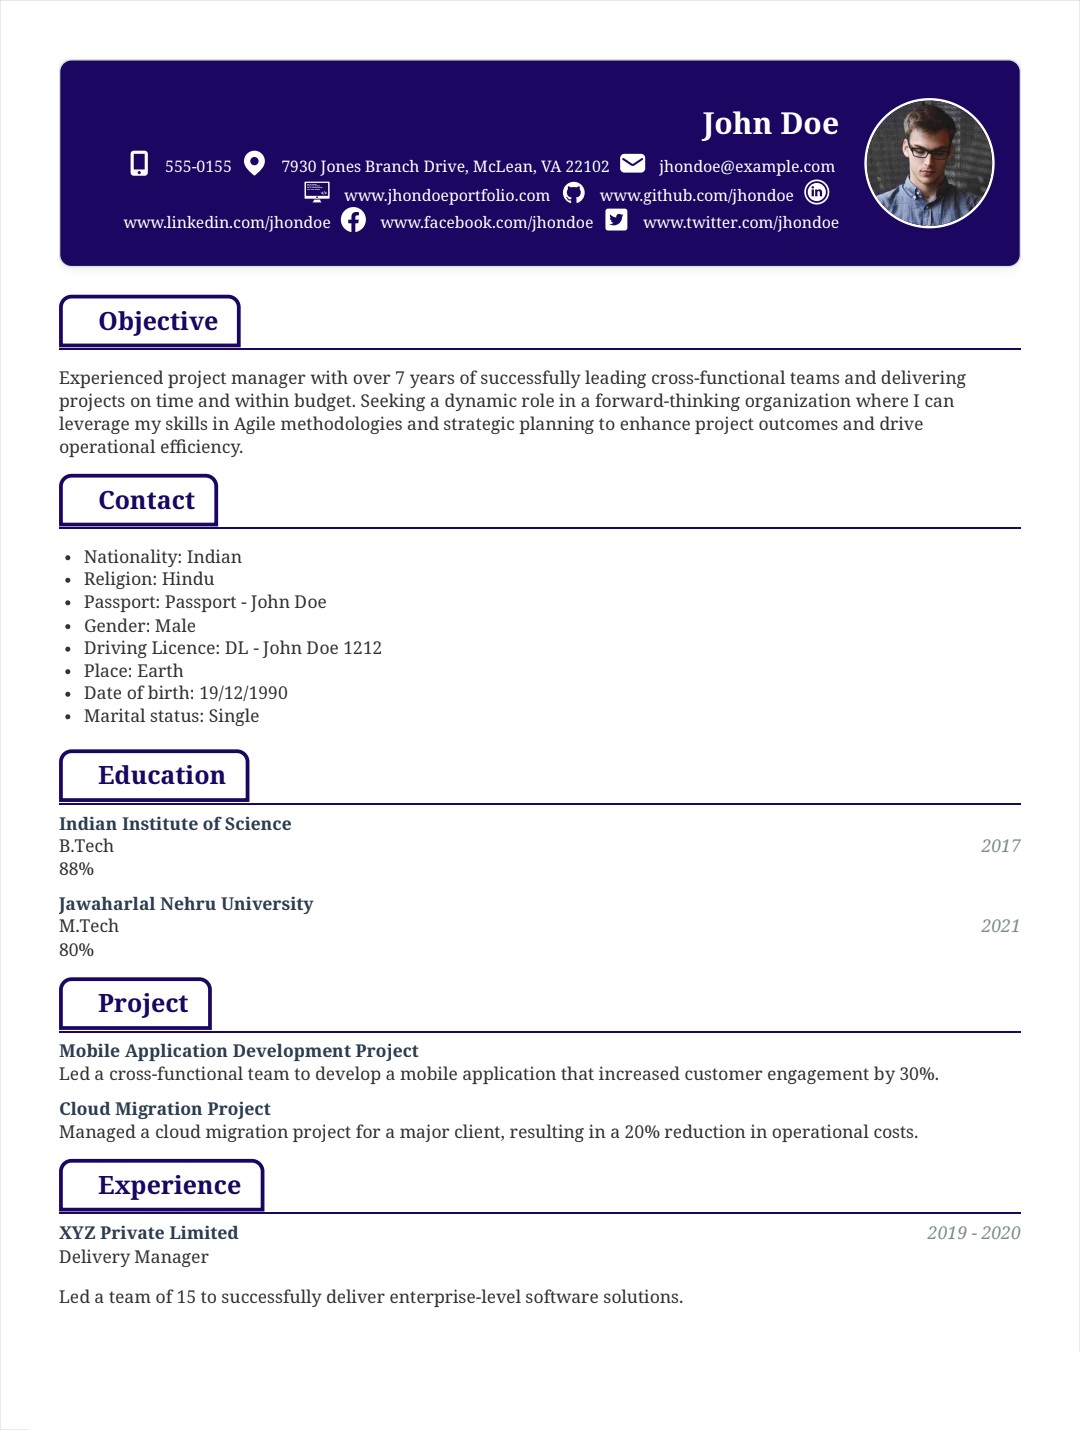 John Doe
555-0155 7930 Jones Branch Drive, McLean, VA 22102 jhondoe@example.com
www.jhondoeportfolio.com www.github.com/jhondoe
www.linkedin.com/jhondoe www.facebook.com/jhondoe www.twitter.com/jhondoe
Objective
Experienced project manager with over 7 years of successfully leading cross-functional teams and delivering
projects on time and within budget. Seeking a dynamic role in a forward-thinking organization where I can
leverage my skills in Agile methodologies and strategic planning to enhance project outcomes and drive
operational efficiency.
Contact
• Nationality: Indian
• Religion: Hindu
• Passport: Passport - John Doe
• Gender: Male
• Driving Licence: DL - John Doe 1212
• Place: Earth
• Date of birth: 19/12/1990
• Marital status: Single
Education
Indian Institute of Science
B.Tech 2017
88%
Jawaharlal Nehru University
M.Tech 2021
80%
Project
Mobile Application Development Project
Led a cross-functional team to develop a mobile application that increased customer engagement by 30%.
Cloud Migration Project
Managed a cloud migration project for a major client, resulting in a 20% reduction in operational costs.
Experience
XYZ Private Limited 2019 - 2020
Delivery Manager
Led a team of 15 to successfully deliver enterprise-level software solutions.